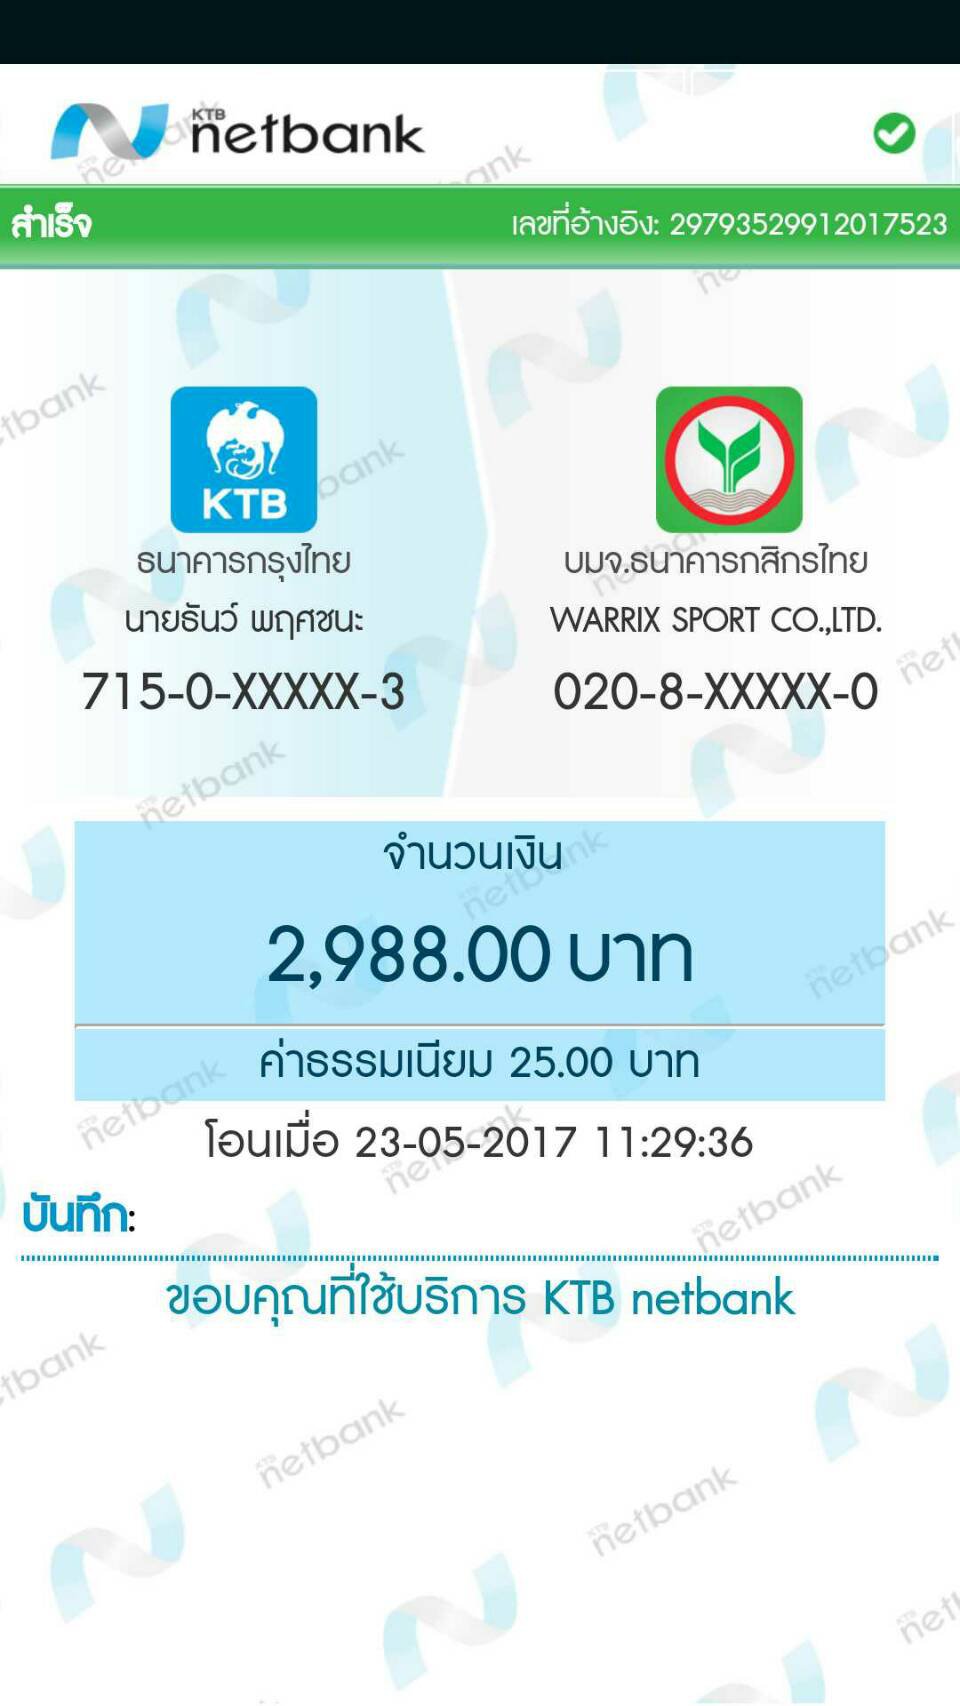 KTB
netbank
สำเร็จ
เลขที่อ้างอิง: 29793529912017523
KTB
ธนาคารกรุงไทย
นายธันว์ พฤศชนะ
715-0-XXXXX-3
บมจ.ธนาคารกสิกรไทย
WARRIX SPORT CO.,LTD.
020-8-XXXXX-0
จำนวนเงิน
2,988.00 บาท
ค่าธรรมเนียม 25.00 บาท
โอนเมื่อ 23-05-2017 11:29:36
บันทึก:
ขอบคุณที่ใช้บริการ KTB netbank